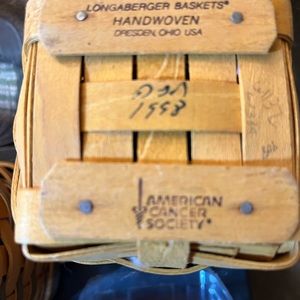 LONGABERGER BASKETS®
HANDWOVEN
DRESDEN, OHIO USA
1998
AMERICAN
CANCER
SOCIETY®